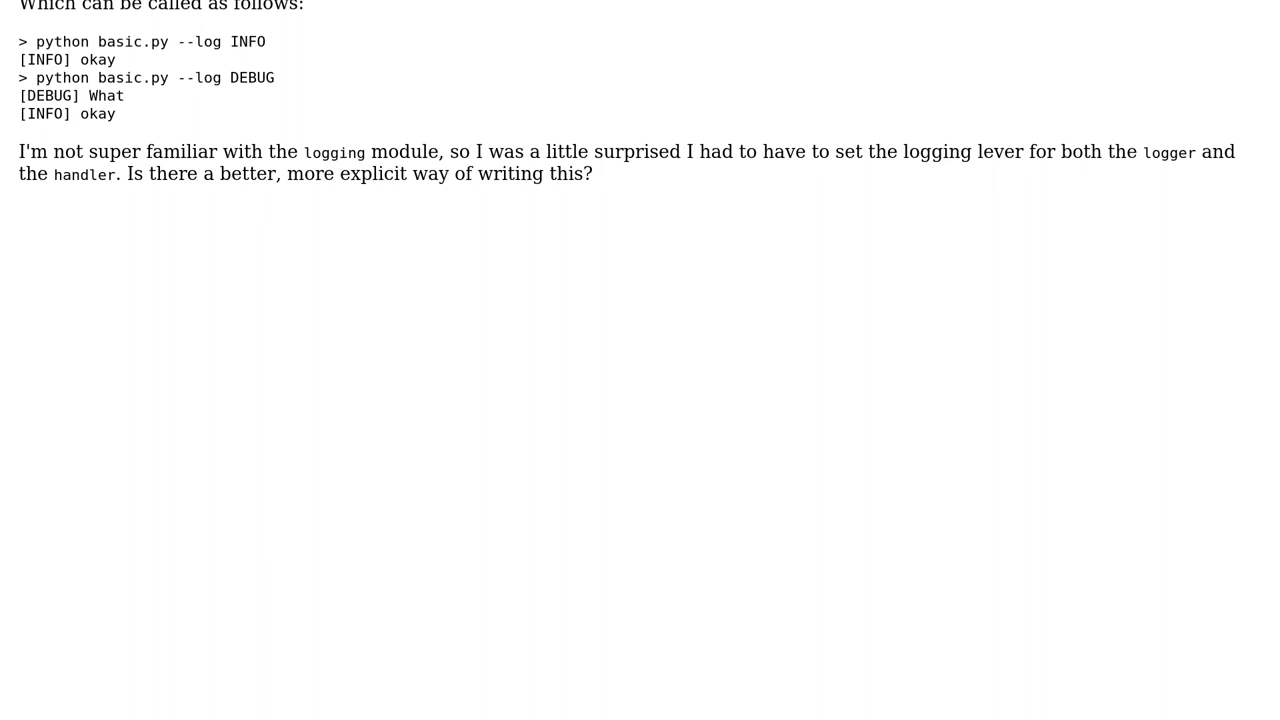 Which can be called as follows:
> python basic.py --log INFO
[INFO] okay
> python basic.py --log DEBUG
[DEBUG] What
[INFO] okay
I'm not super familiar with the logging module, so I was a little surprised I had to have to set the logging lever for both the logger and
the handler. Is there a better, more explicit way of writing this?